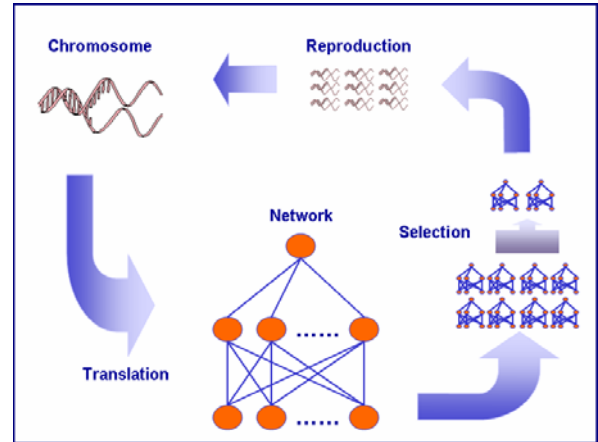 Chromosome
Reproduction
Network
Selection
......
Translation
......